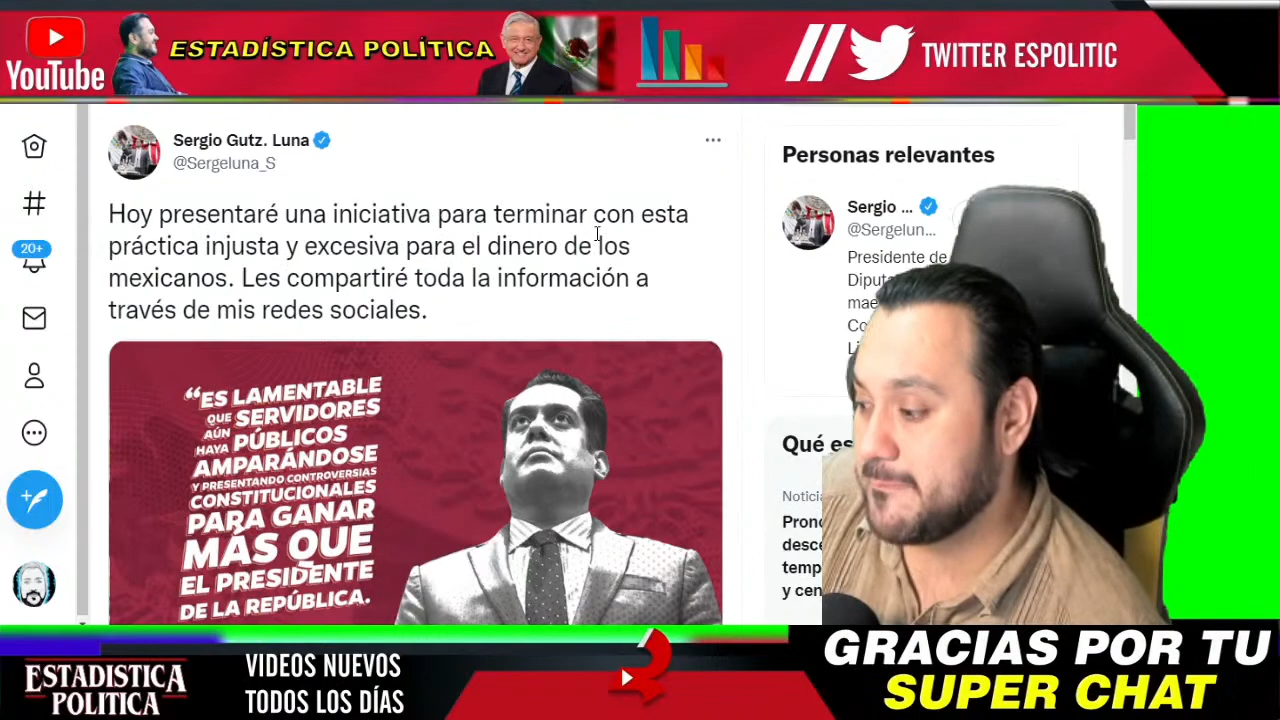 YouTube
ESTADÍSTICA POLÍTICA
TWITTER ESPOLITIC
Sergio Gutz. Luna
@Sergeluna_S
Hoy presentaré una iniciativa para terminar con esta
práctica injusta y excesiva para el dinero de los
mexicanos. Les compartiré toda la información a
través de mis redes sociales.
“ES LAMENTABLE
QUE SERVIDORES
AÚN
HAYA PÚBLICOS
AMPARÁNDOSE
Y PRESENTANDO CONTROVERSIAS
CONSTITUCIONALES
PARA GANAR
MÁS QUE
EL PRESIDENTE
DE LA REPÚBLICA.
20+
Personas relevantes
Sergio ...
@Sergelun...
Presidente de
Qué es
ESTADISTICA
POLITICA
VIDEOS NUEVOS
TODOS LOS DÍAS
GRACIAS POR TU
SUPER CHAT